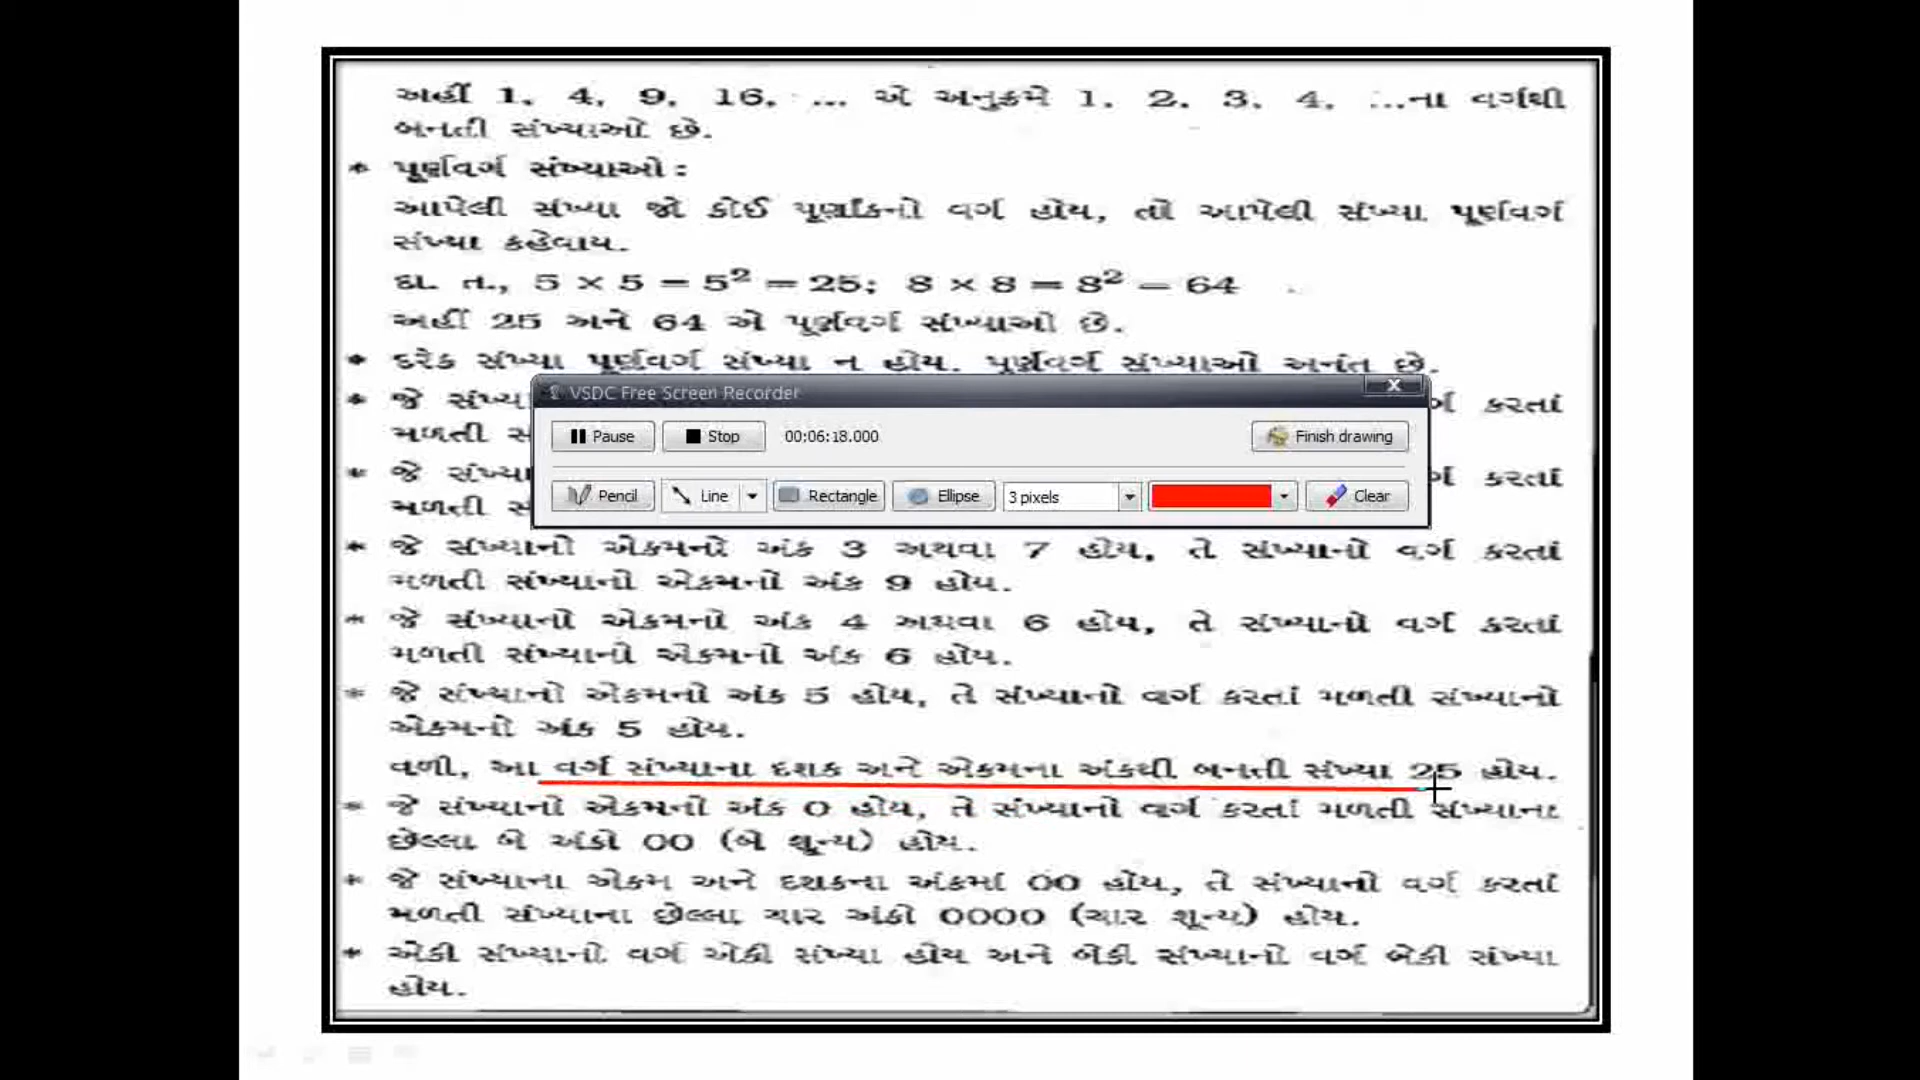 અહીં 1, 4, 9, 16, ... એ અનુક્રમે 1, 2, 3, 4, ...ના વર્ગથી
બનતી સંખ્યાઓ છે.
* પૂર્ણવર્ગ સંખ્યાઓ :
આપેલી સંખ્યા જો કોઈ પૂર્ણાંકનો વર્ગ હોય, તો આપેલી સંખ્યા પૂર્ણવર્ગ
સંખ્યા કહેવાય.
દા. ત., 5 × 5 = 5² = 25; 8 × 8 = 8² = 64
અહીં 25 અને 64 એ પૂર્ણવર્ગ સંખ્યાઓ છે.
* દરેક સંખ્યા પૂર્ણવર્ગ સંખ્યા ન હોય. પૂર્ણવર્ગ સંખ્યાઓ અનંત છે.
VSDC Free Screen Recorder
* જે કરતાં
Pause Stop 00:06:18.000 Finish drawing
મળતી
* જે કરતાં
Pencil Line Rectangle Ellipse 3 pixels Clear
મળતી
* જે સંખ્યાનો એકમનો અંક 3 અથવા 7 હોય, તે સંખ્યાનો વર્ગ કરતાં
મળતી સંખ્યાનો એકમનો અંક 9 હોય.
* જે સંખ્યાનો એકમનો અંક 4 અથવા 6 હોય, તે સંખ્યાનો વર્ગ કરતાં
મળતી સંખ્યાનો એકમનો અંક 6 હોય.
* જે સંખ્યાનો એકમનો અંક 5 હોય, તે સંખ્યાનો વર્ગ કરતાં મળતી સંખ્યાનો
એકમનો અંક 5 હોય.
વળી, આ વર્ગ સંખ્યાના દશક અને એકમના અંકથી બનતી સંખ્યા 25 હોય.
* જે સંખ્યાનો એકમનો અંક 0 હોય, તે સંખ્યાનો વર્ગ કરતાં મળતી સંખ્યાના
છેલ્લા બે અંકો 00 (બે શૂન્ય) હોય.
* જે સંખ્યાના એકમ અને દશકના અંકમાં 00 હોય, તે સંખ્યાનો વર્ગ કરતાં
મળતી સંખ્યાના છેલ્લા ચાર અંકો 0000 (ચાર શૂન્ય) હોય.
* એકી સંખ્યાનો વર્ગ એકી સંખ્યા હોય અને બેકી સંખ્યાનો વર્ગ બેકી સંખ્યા
હોય.